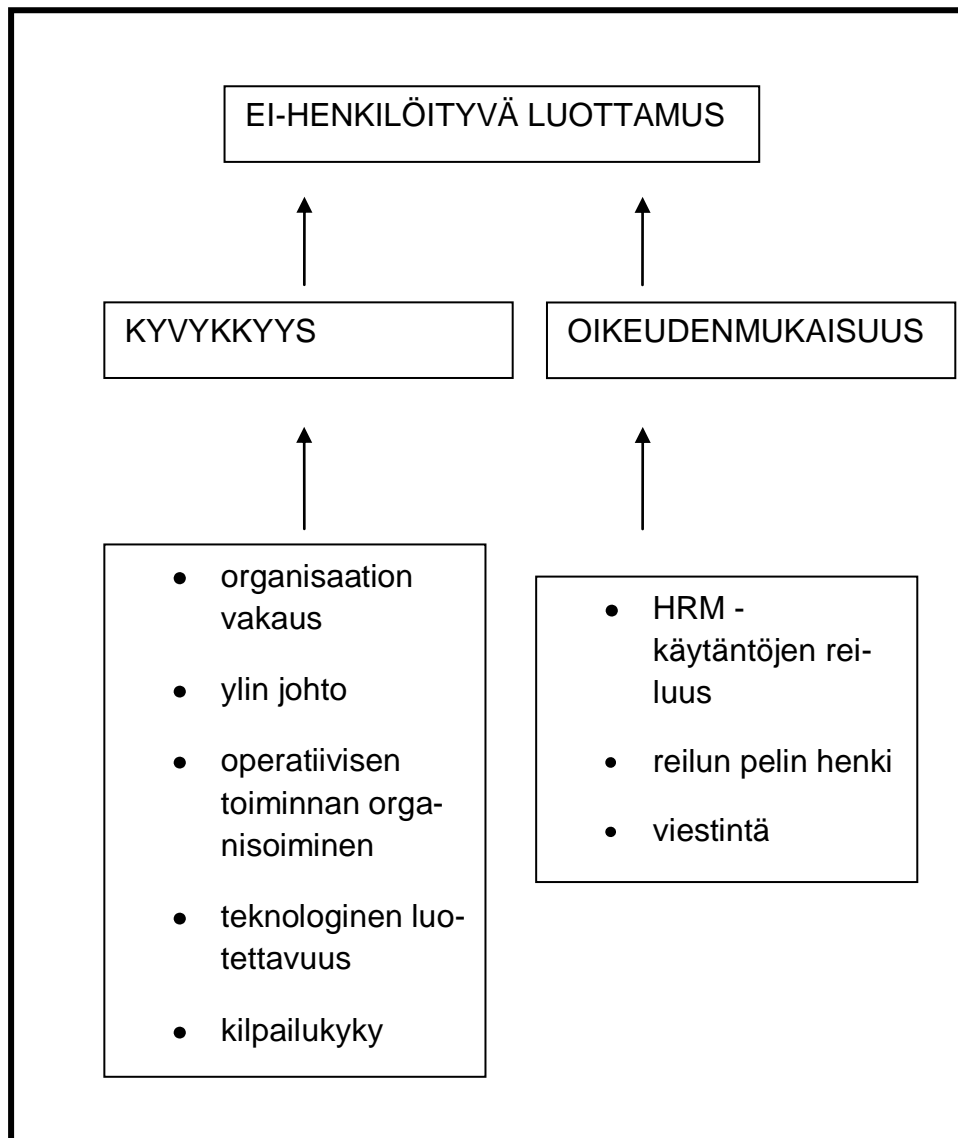 EI-HENKILÖITYVÄ LUOTTAMUS
KYVYKKYYS
OIKEUDENMUKAISUUS
• organisaation
vakaus
• ylin johto
• operatiivisen
toiminnan orga-
nisoiminen
• teknologinen luo-
tettavuus
• kilpailukyky
• HRM -
käytäntöjen rei-
luus
• reilun pelin henki
• viestintä